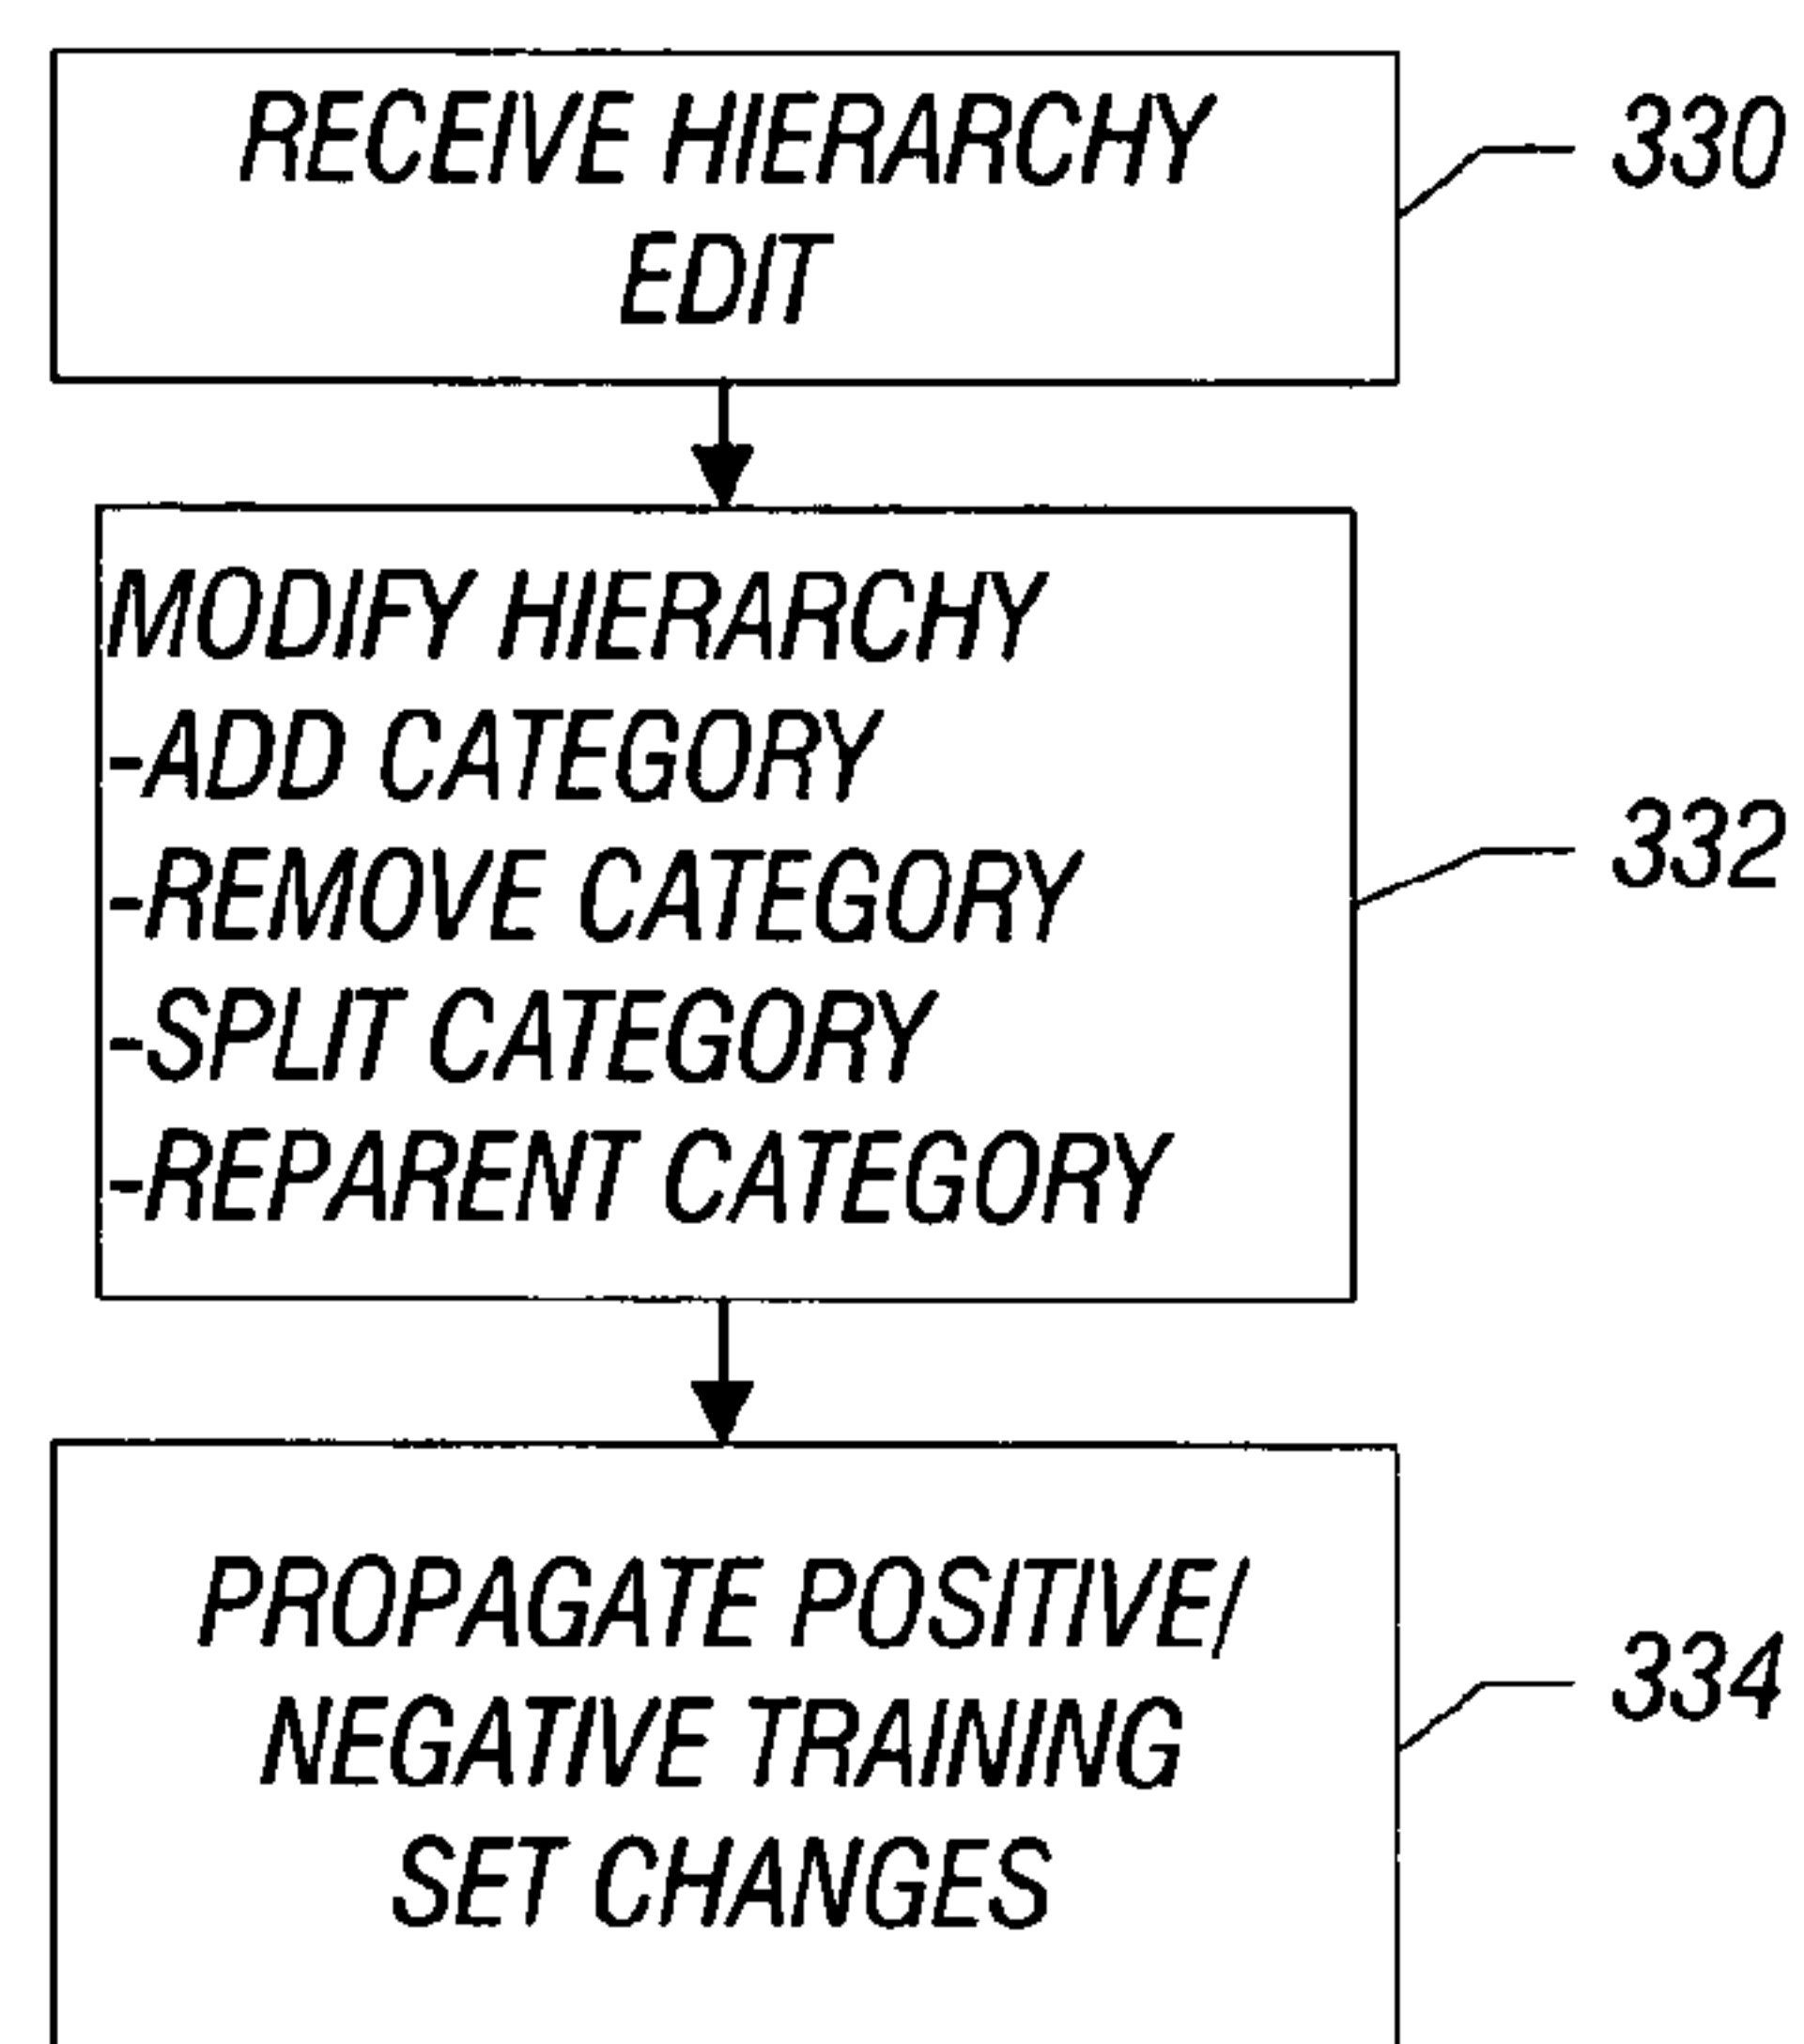 RECEIVE HIERARCHY
EDIT
330
MODIFY HIERARCHY
-ADD CATEGORY
-REMOVE CATEGORY
-SPLIT CATEGORY
-REPARENT CATEGORY
332
PROPAGATE POSITIVE/
NEGATIVE TRAINING
SET CHANGES
334